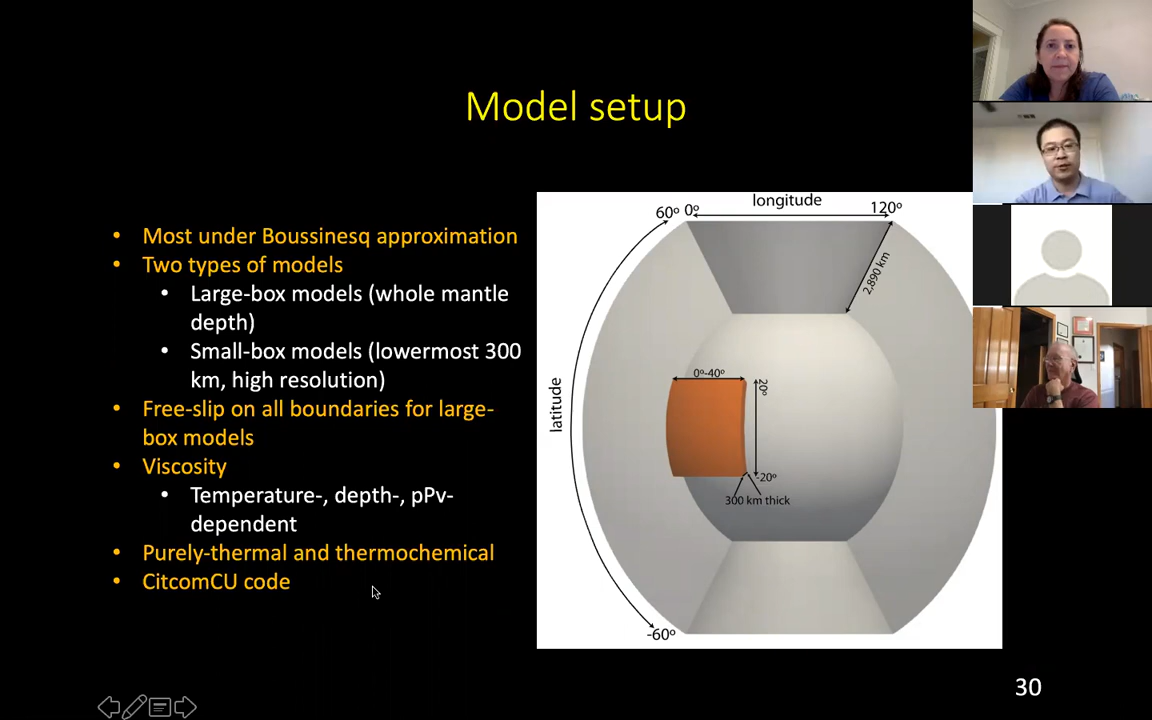 Model setup
• Most under Boussinesq approximation
• Two types of models
• Large-box models (whole mantle
depth)
• Small-box models (lowermost 300
km, high resolution)
• Free-slip on all boundaries for large-
box models
• Viscosity
• Temperature-, depth-, pPv-
dependent
• Purely-thermal and thermochemical
• CitcomCU code
longitude
60º 0º
120º
2,890 km
latitude
0º-40º
20º
-20º
300 km thick
-60º
30